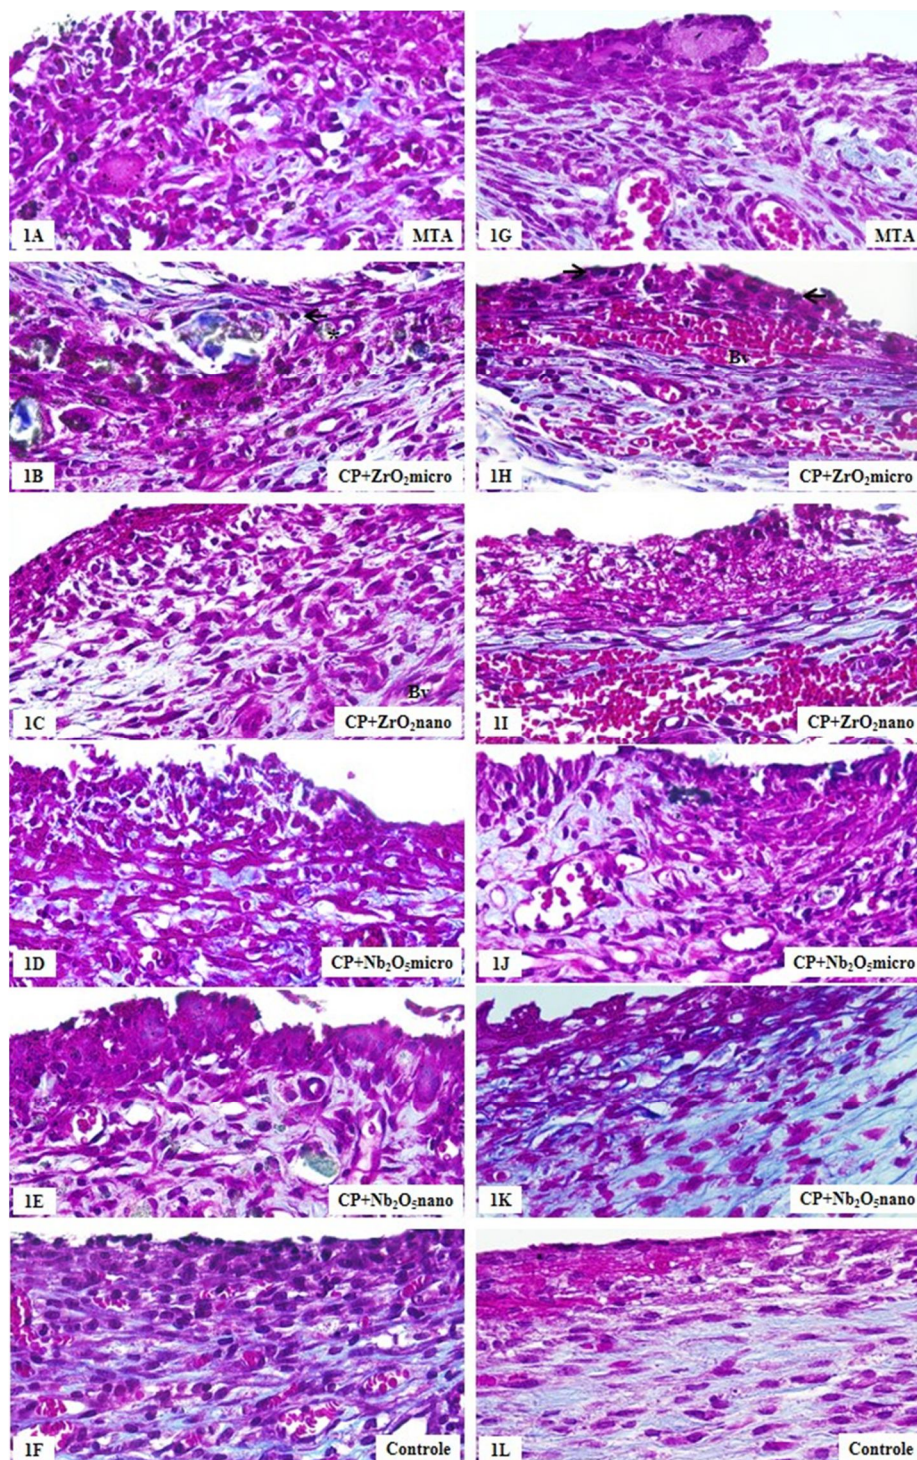 1A MTA
1G MTA
*
1B CP+ZrO₂micro
Bv
1H CP+ZrO₂micro
Bv
1C CP+ZrO₂nano
1I CP+ZrO₂nano
1D CP+Nb₂O₅micro
1J CP+Nb₂O₅micro
1E CP+Nb₂O₅nano
1K CP+Nb₂O₅nano
1F Controle
1L Controle